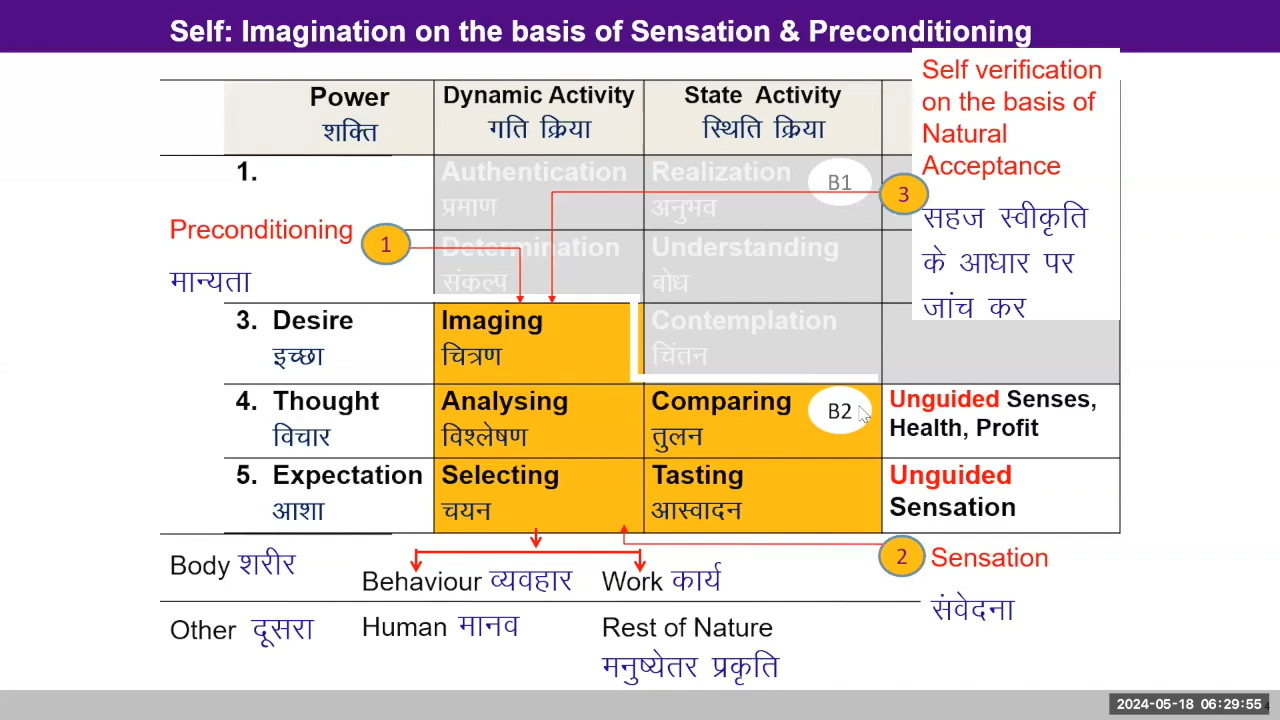 Self: Imagination on the basis of Sensation & Preconditioning
Self verification
on the basis of
Natural
Acceptance
सहज स्वीकृति
के आधार पर
जांच कर
Power
शक्ति
Dynamic Activity
गति क्रिया
State Activity
स्थिति क्रिया
1.
Authentication
प्रमाण
Realization
अनुभव
B1
3
Preconditioning
मान्यता
1
Determination
संकल्प
Understanding
बोध
3. Desire
इच्छा
Imaging
चित्रण
Contemplation
चिंतन
4. Thought
विचार
Analysing
विश्लेषण
Comparing
तुलन
B2
Unguided Senses,
Health, Profit
5. Expectation
आशा
Selecting
चयन
Tasting
आस्वादन
Unguided
Sensation
Body शरीर
Behaviour व्यवहार
Work कार्य
2
Sensation
संवेदना
Other दूसरा
Human मानव
Rest of Nature
मनुष्येतर प्रकृति
2024-05-18 06:29:55